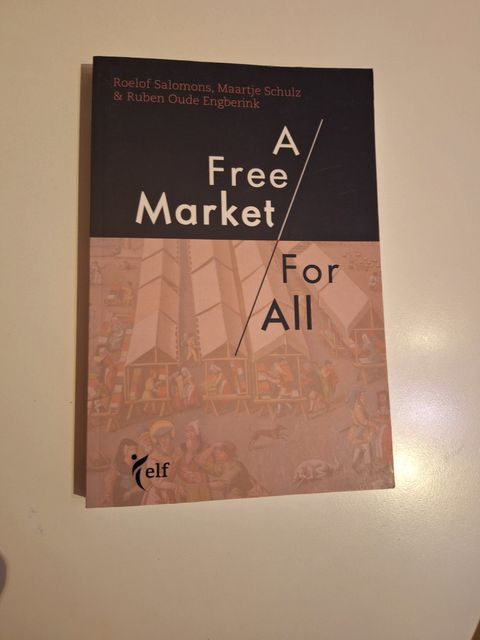 Roelof Salomons, Maartje Schulz
& Ruben Oude Engberink
A
Free
Market
For
All
elf